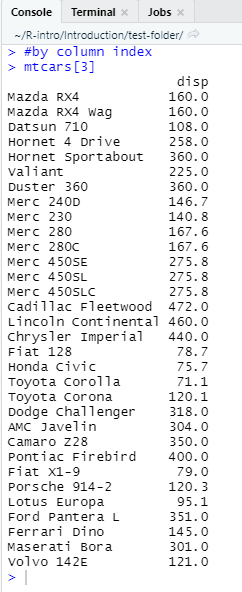 Console Terminal × Jobs ×
~/R-intro/Introduction/test-folder/
> #by column index
> mtcars[3]
disp
Mazda RX4 160.0
Mazda RX4 Wag 160.0
Datsun 710 108.0
Hornet 4 Drive 258.0
Hornet Sportabout 360.0
Valiant 225.0
Duster 360 360.0
Merc 240D 146.7
Merc 230 140.8
Merc 280 167.6
Merc 280C 167.6
Merc 450SE 275.8
Merc 450SL 275.8
Merc 450SLC 275.8
Cadillac Fleetwood 472.0
Lincoln Continental 460.0
Chrysler Imperial 440.0
Fiat 128 78.7
Honda Civic 75.7
Toyota Corolla 71.1
Toyota Corona 120.1
Dodge Challenger 318.0
AMC Javelin 304.0
Camaro Z28 350.0
Pontiac Firebird 400.0
Fiat X1-9 79.0
Porsche 914-2 120.3
Lotus Europa 95.1
Ford Pantera L 351.0
Ferrari Dino 145.0
Maserati Bora 301.0
Volvo 142E 121.0
>